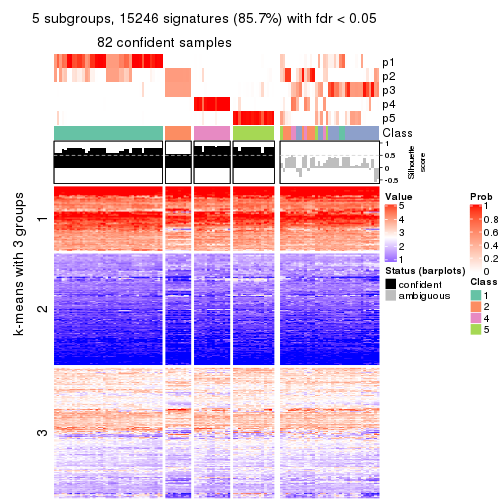 5 subgroups, 15246 signatures (85.7%) with fdr < 0.05
82 confident samples
p1
p2
p3
p4
p5
Class
1
0.5
0
-0.5
Silhouette
score
k-means with 3 groups
1
2
3
Value
5
4
3
2
1
Status (barplots)
confident
ambiguous
Prob
1
0.8
0.6
0.4
0.2
0
Class
1
2
4
5